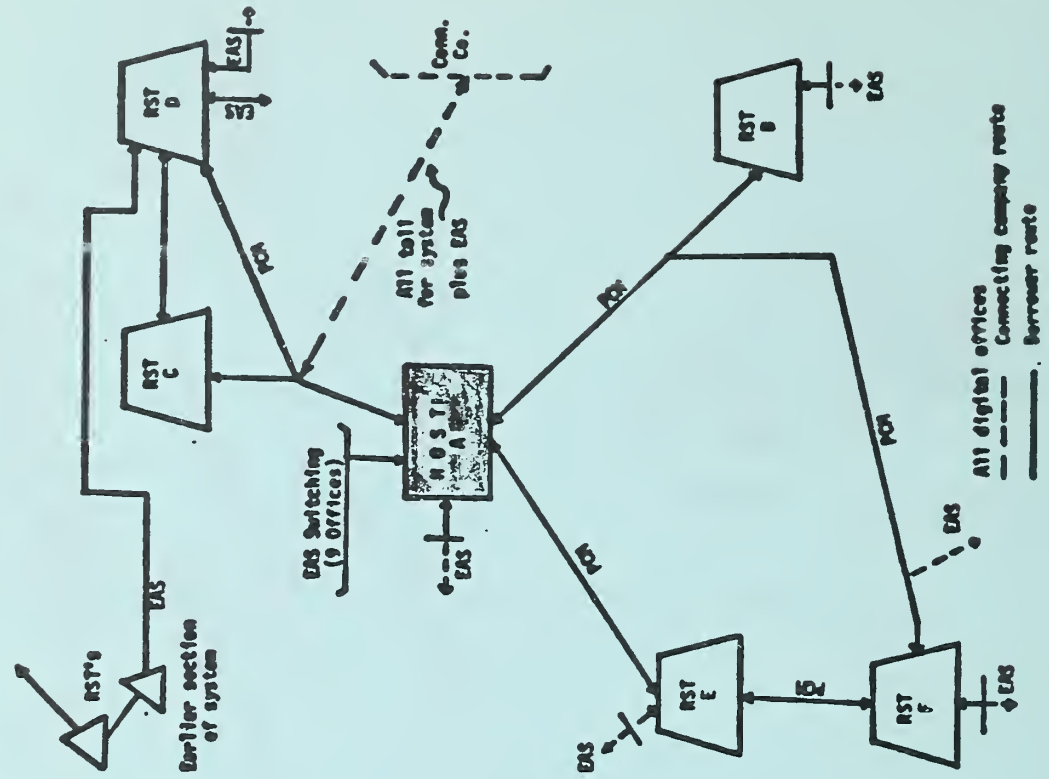 RST
D
EAS
EAS
Conn.
Co.
RST
C
PCM
All toll
for system
plus EAS
EAS Switching
(9 Offices)
HOST
A
EAS
EAS
RST's
Earlier section
of system
RST
B
EAS
PCM
PCM
PCM
RST
E
EAS
RST
F
EAS
EAS
All digital offices
Connecting company route
Borrower route